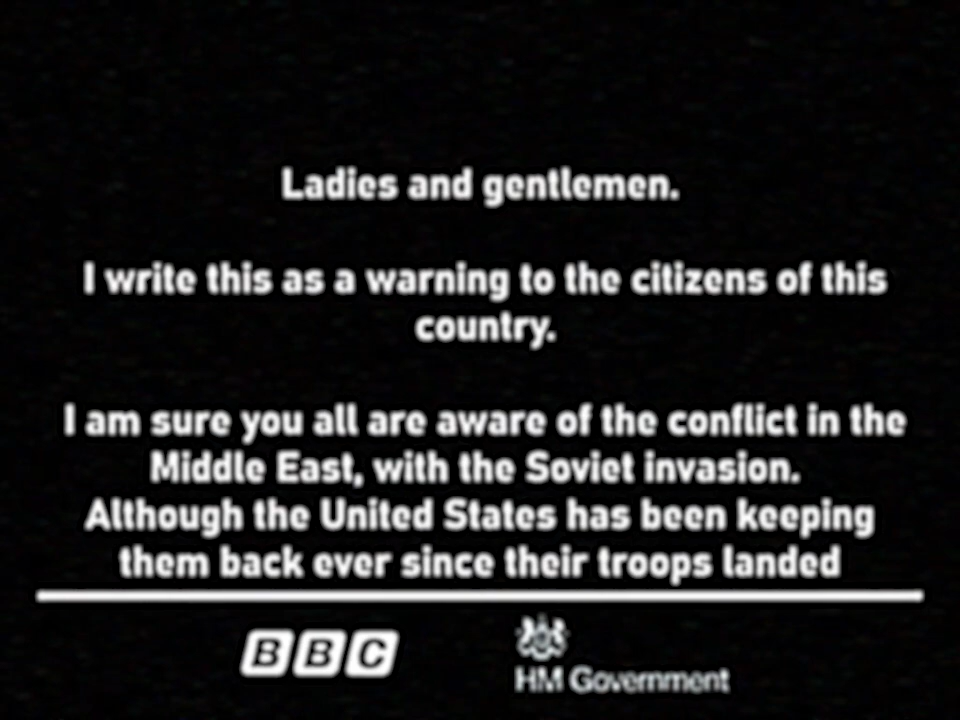 Ladies and gentlemen.
I write this as a warning to the citizens of this
country.
I am sure you all are aware of the conflict in the
Middle East, with the Soviet invasion.
Although the United States has been keeping
them back ever since their troops landed
BBC
HM Government